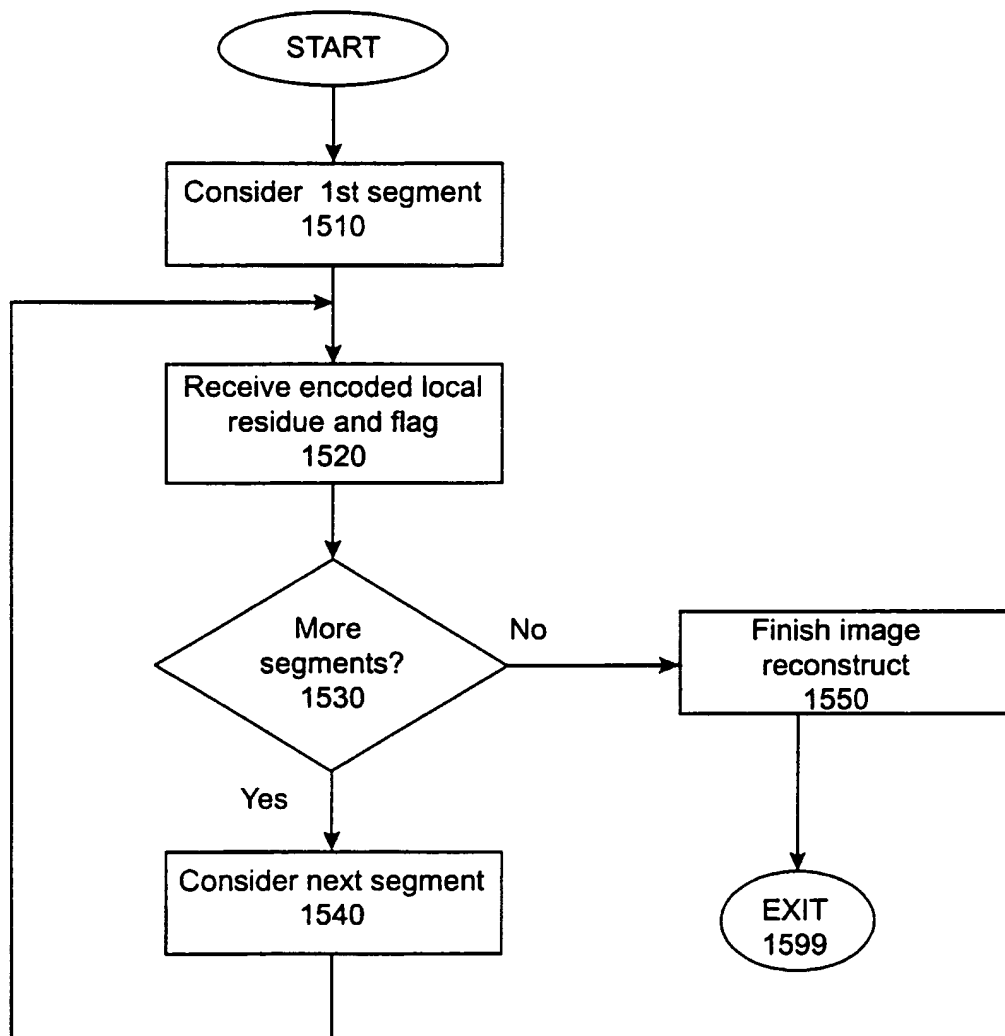 START
Consider 1st segment
1510
Receive encoded local
residue and flag
1520
More
segments?
1530
No
Finish image
reconstruct
1550
Yes
Consider next segment
1540
EXIT
1599